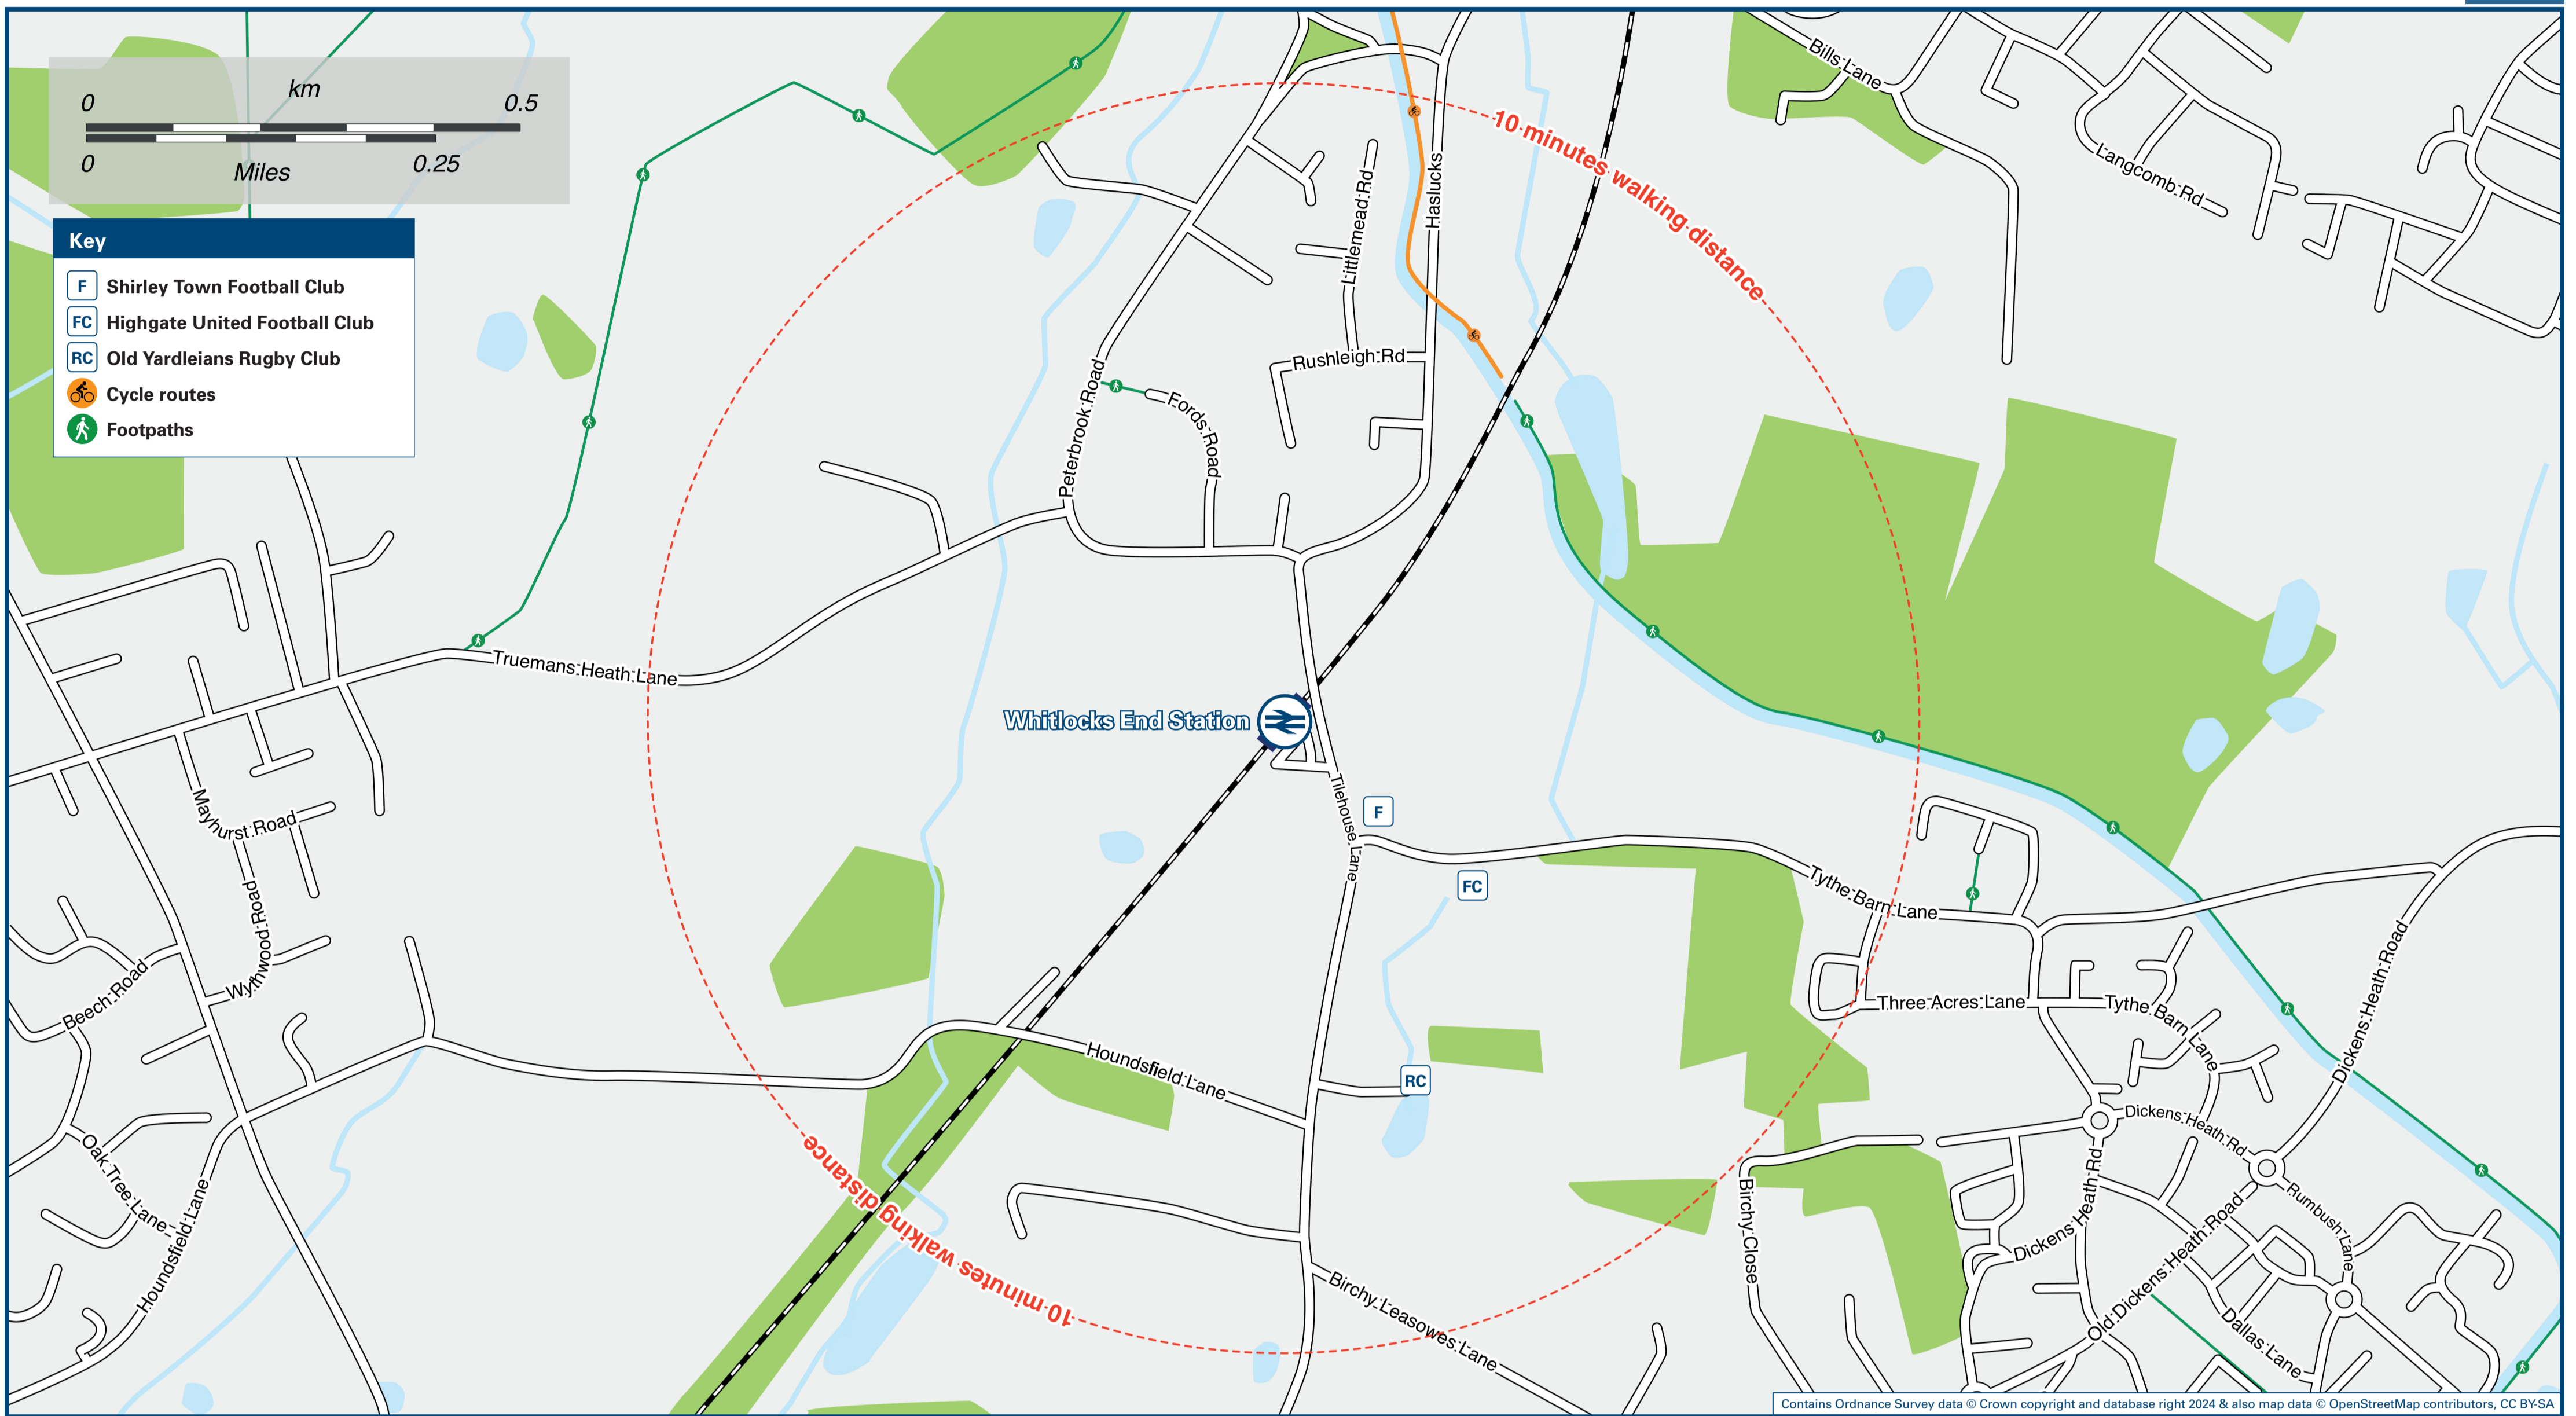 km
0 0.5
0 0.25
Miles
Key
F Shirley Town Football Club
FC Highgate United Football Club
RC Old Yardleians Rugby Club
Cycle routes
Footpaths
Bills Lane
Langcomb Rd
10 minutes walking distance
Haslucks
Littlemead Rd
Rushleigh Rd
Peterbrook Road
Fords Road
Truemans Heath Lane
Whitlocks End Station
Tilehouse Lane
F
FC
Tythe Barn Lane
Mayhurst Road
Wythwood Road
Beech Road
Three Acres Lane
Tythe Barn Lane
Dickens Heath Road
Houndsfield Lane
RC
Dickens Heath Rd
Oak Tree Lane
Houndsfield Lane
10 minutes walking distance
Birchy Close
Dickens Heath Rd
Rumbush Lane
Old Dickens Heath Road
Birchy Leasowes Lane
Dallas Lane
Contains Ordnance Survey data © Crown copyright and database right 2024 & also map data © OpenStreetMap contributors, CC BY-SA